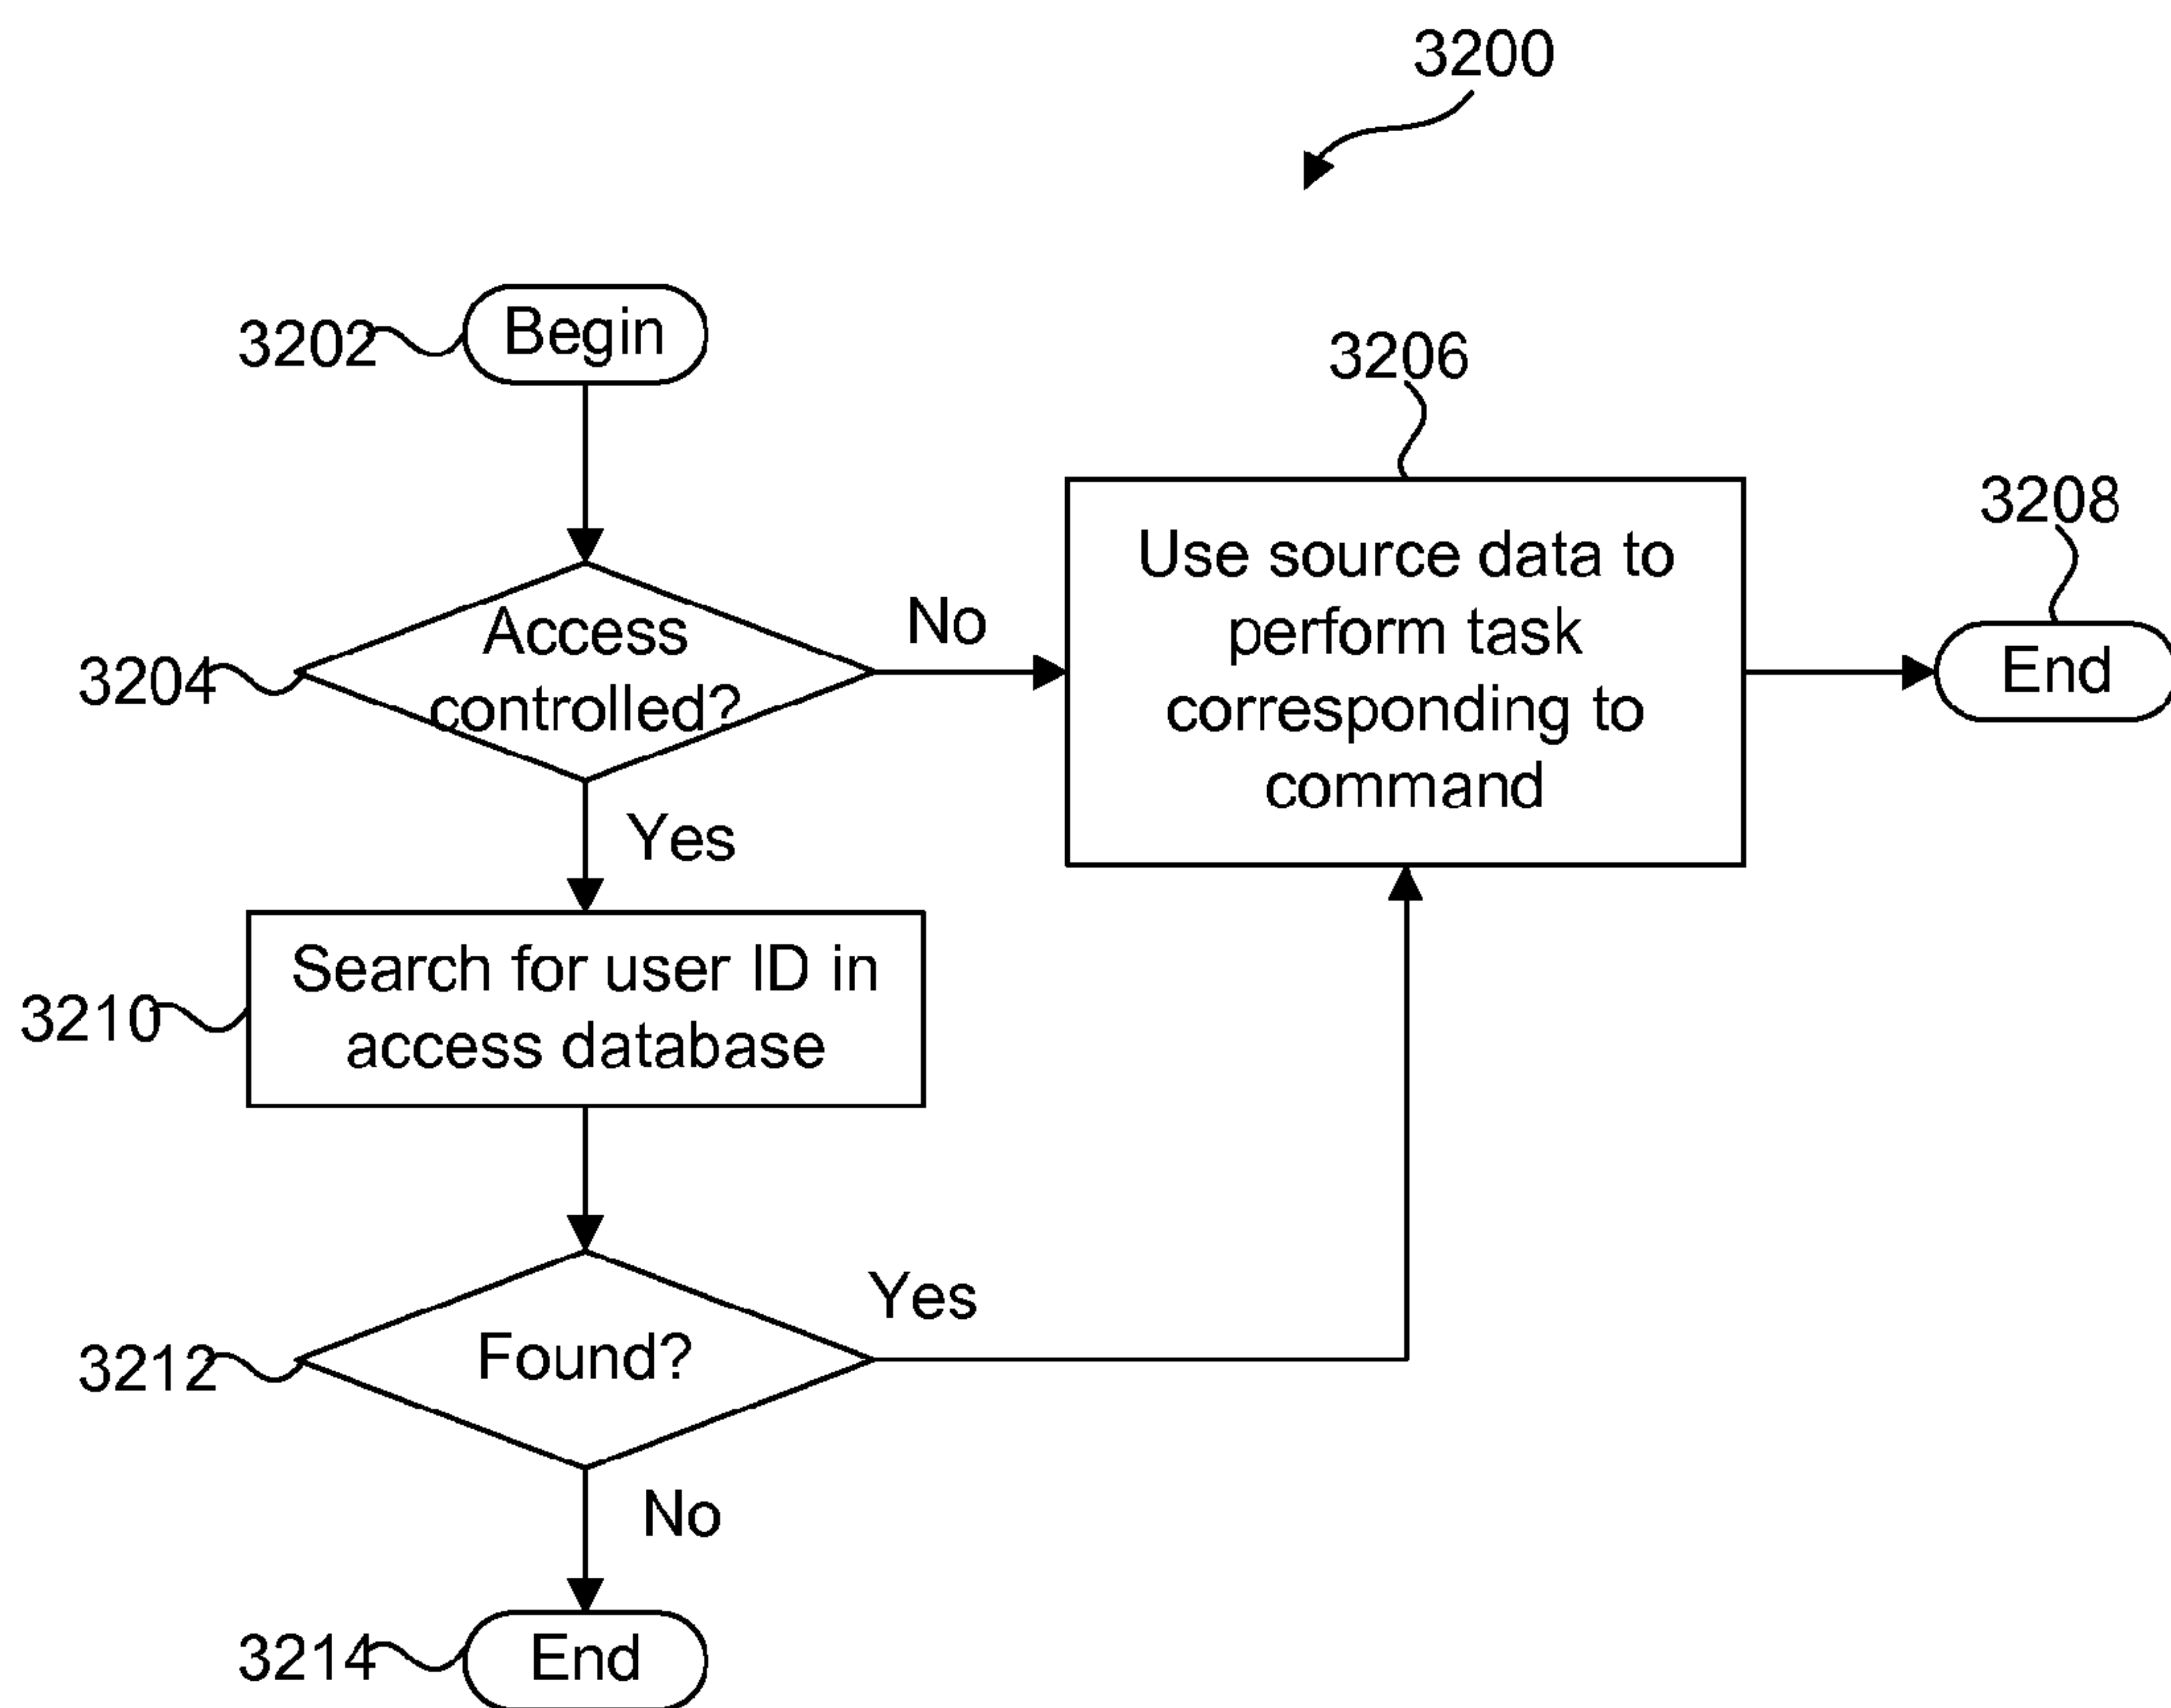 3200
3202
Begin
3206
3208
Access
controlled?
3204
No
Use source data to
perform task
corresponding to
command
End
Yes
3210
Search for user ID in
access database
3212
Found?
Yes
No
3214
End